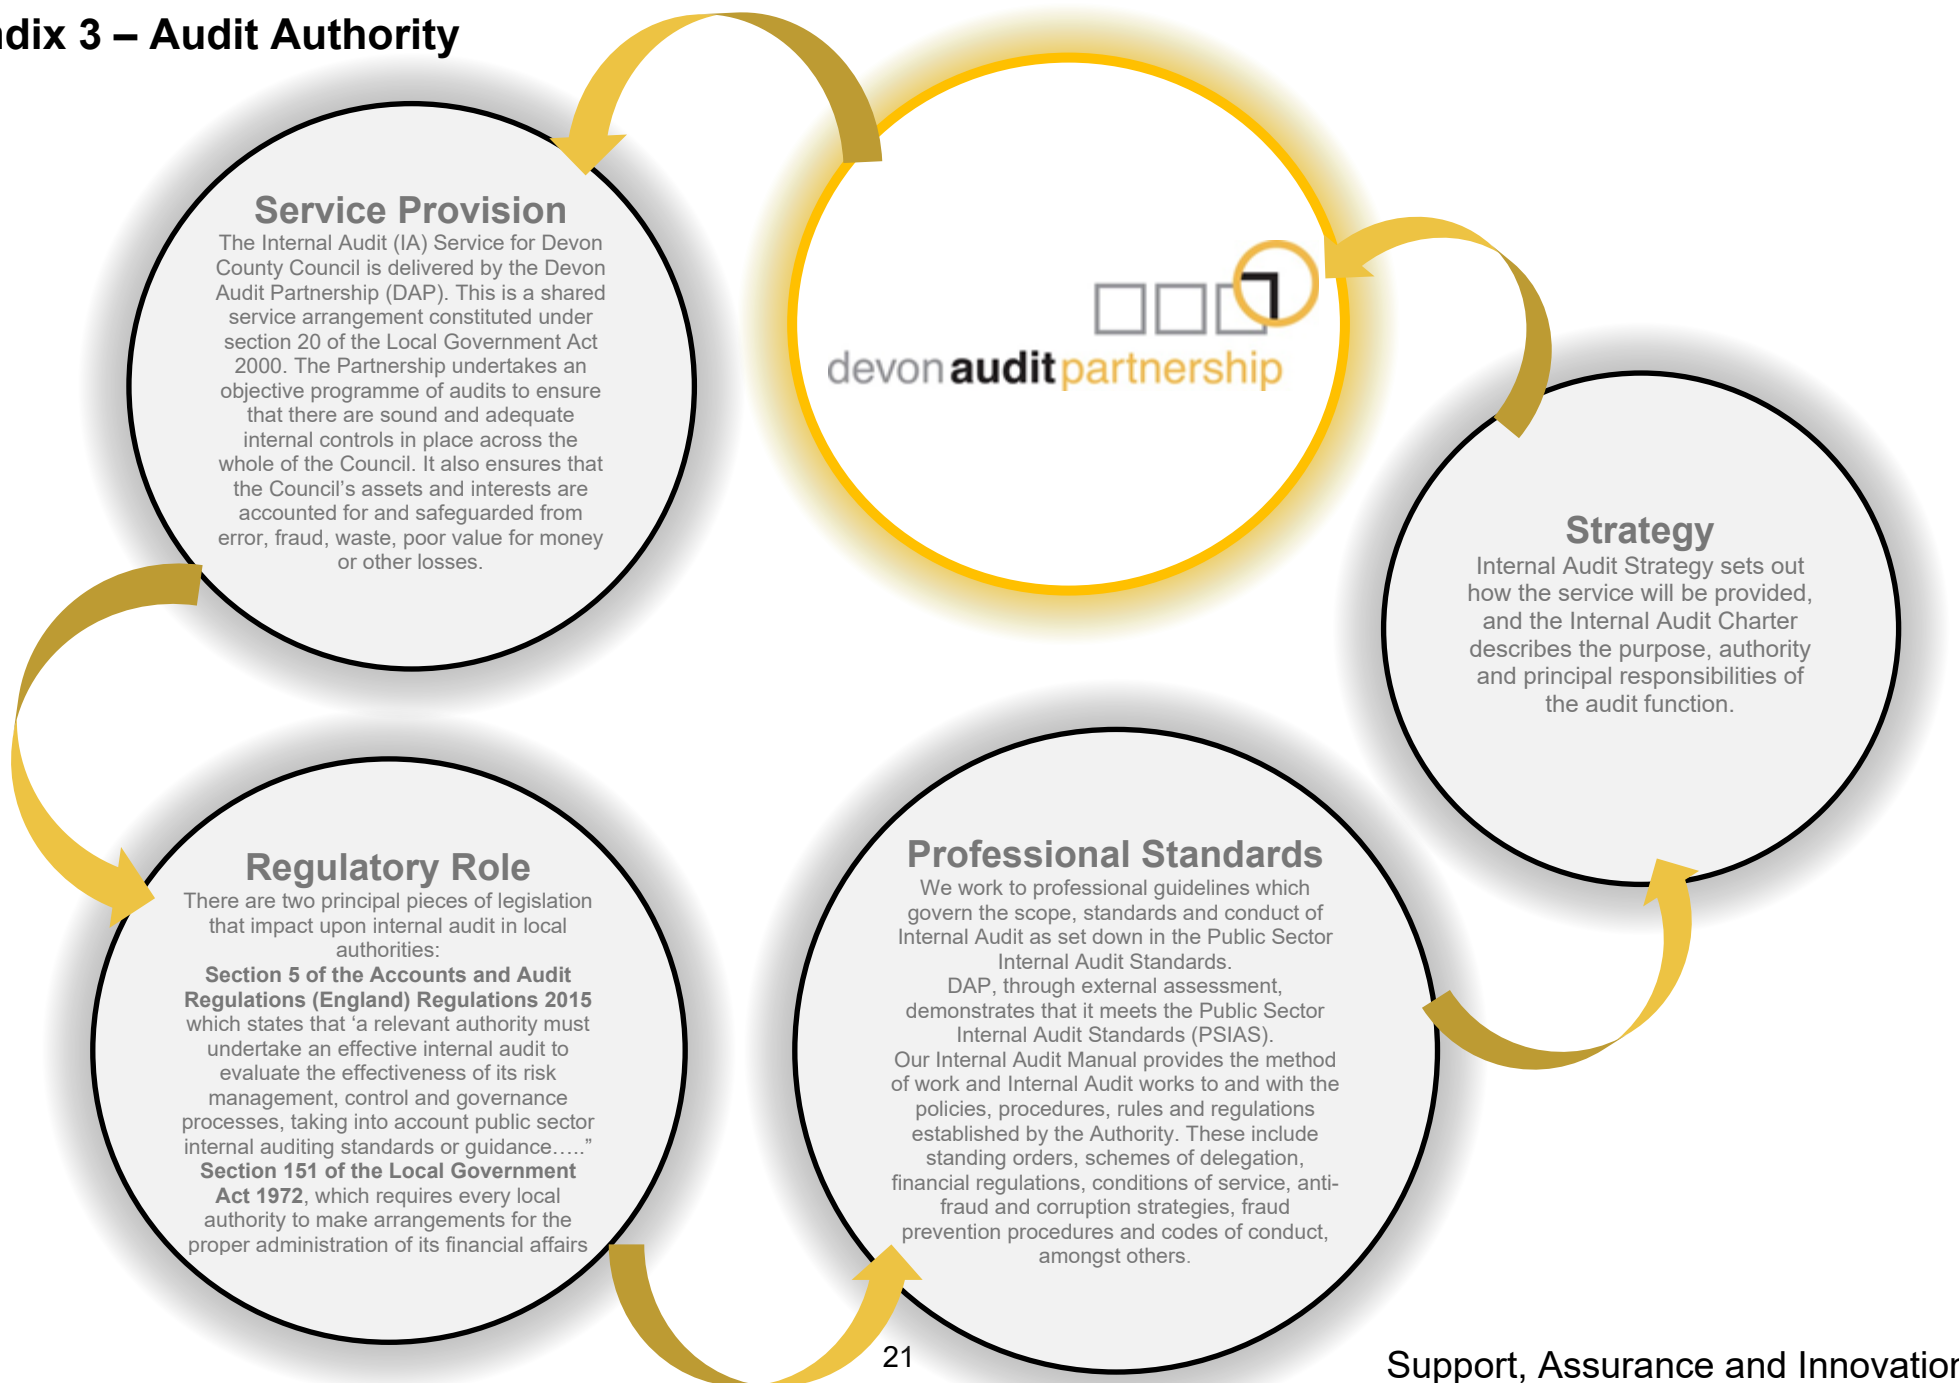 ndix 3 – Audit Authority
Service Provision
The Internal Audit (IA) Service for Devon
County Council is delivered by the Devon
Audit Partnership (DAP). This is a shared
service arrangement constituted under
section 20 of the Local Government Act
2000. The Partnership undertakes an
objective programme of audits to ensure
that there are sound and adequate
internal controls in place across the
whole of the Council. It also ensures that
the Council’s assets and interests are
accounted for and safeguarded from
error, fraud, waste, poor value for money
or other losses.
devonauditpartnership
Strategy
Internal Audit Strategy sets out
how the service will be provided,
and the Internal Audit Charter
describes the purpose, authority
and principal responsibilities of
the audit function.
Regulatory Role
There are two principal pieces of legislation
that impact upon internal audit in local
authorities:
Section 5 of the Accounts and Audit
Regulations (England) Regulations 2015
which states that ‘a relevant authority must
undertake an effective internal audit to
evaluate the effectiveness of its risk
management, control and governance
processes, taking into account public sector
internal auditing standards or guidance…..”
Section 151 of the Local Government
Act 1972, which requires every local
authority to make arrangements for the
proper administration of its financial affairs
Professional Standards
We work to professional guidelines which
govern the scope, standards and conduct of
Internal Audit as set down in the Public Sector
Internal Audit Standards.
DAP, through external assessment,
demonstrates that it meets the Public Sector
Internal Audit Standards (PSIAS).
Our Internal Audit Manual provides the method
of work and Internal Audit works to and with the
policies, procedures, rules and regulations
established by the Authority. These include
standing orders, schemes of delegation,
financial regulations, conditions of service, anti-
fraud and corruption strategies, fraud
prevention procedures and codes of conduct,
amongst others.
21
Support, Assurance and Innovation